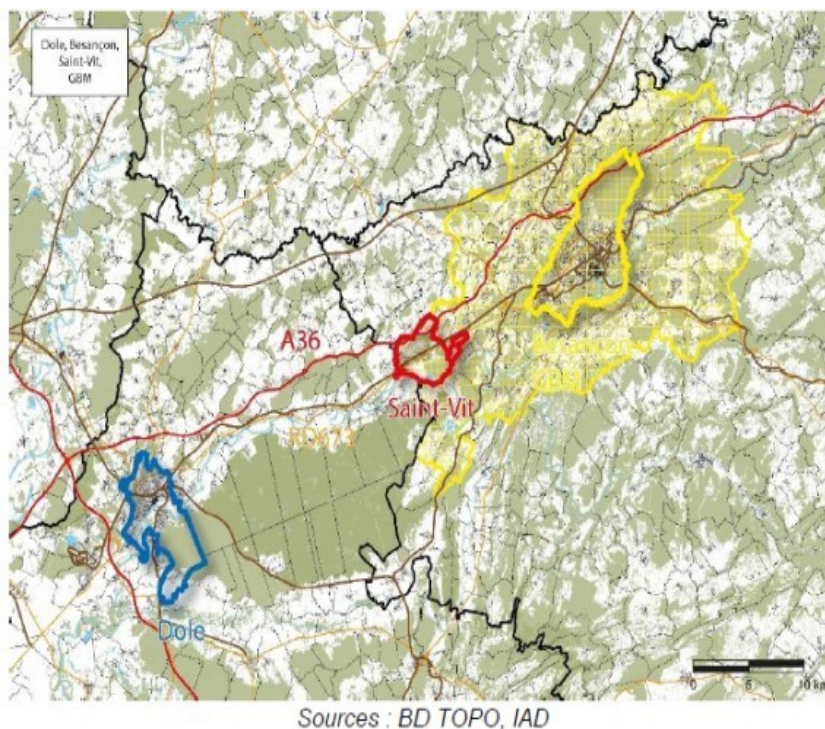 Dole, Besançon,
Saint-Vit,
GBM
A36
Besançon
GBM
Saint-Vit
RD673
Dole
0 5 10 km
Sources : BD TOPO, IAD